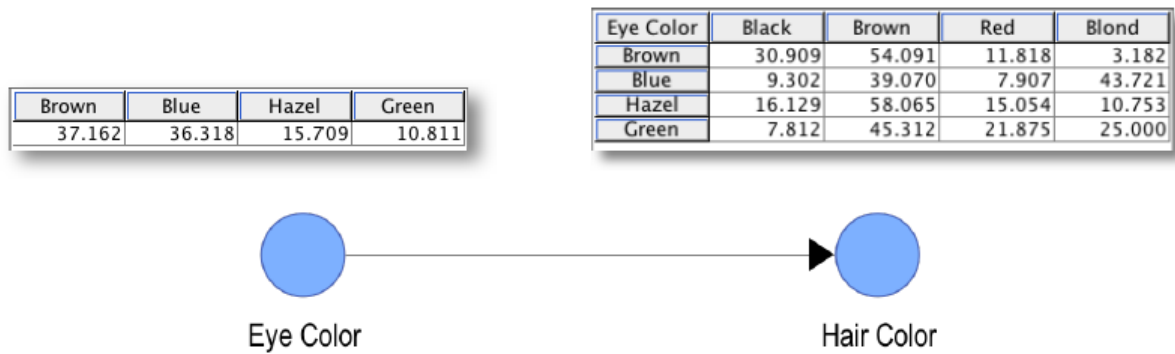 Eye Color Black Brown Red Blond
Brown 30.909 54.091 11.818 3.182
Blue 9.302 39.070 7.907 43.721
Hazel 16.129 58.065 15.054 10.753
Green 7.812 45.312 21.875 25.000
Brown Blue Hazel Green
37.162 36.318 15.709 10.811
Eye Color
Hair Color